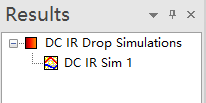 Results
DC IR Drop Simulations
DC IR Sim 1